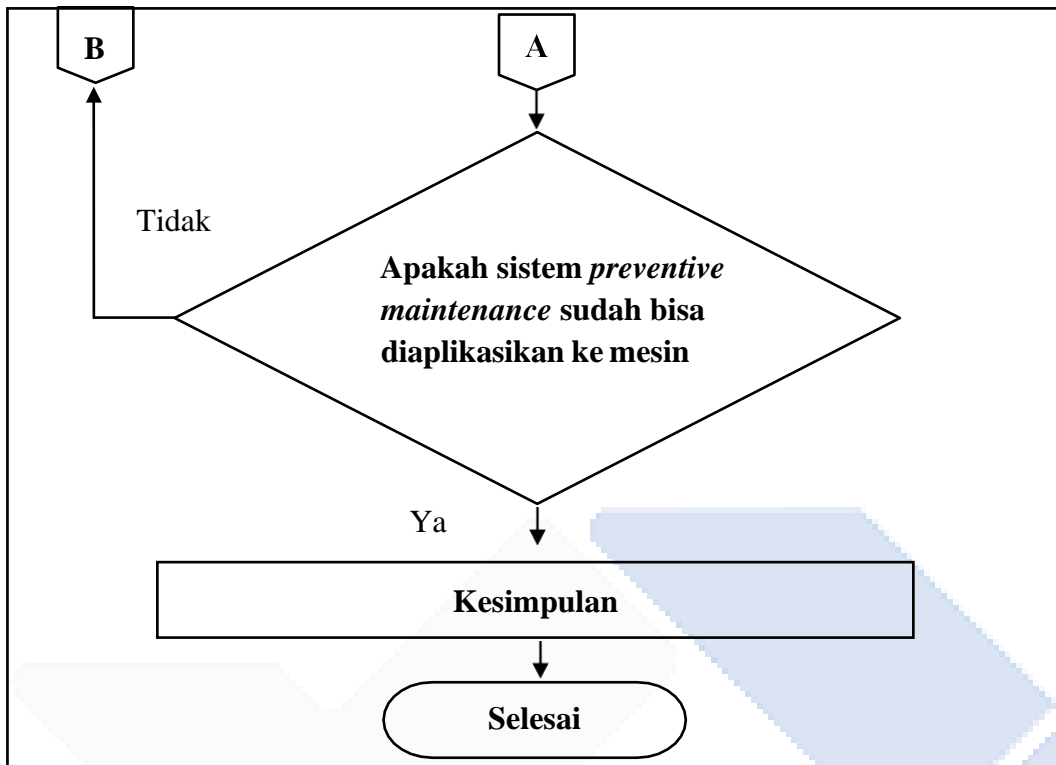 B
A
Tidak
Apakah sistem preventive
maintenance sudah bisa
diaplikasikan ke mesin
Ya
Kesimpulan
Selesai